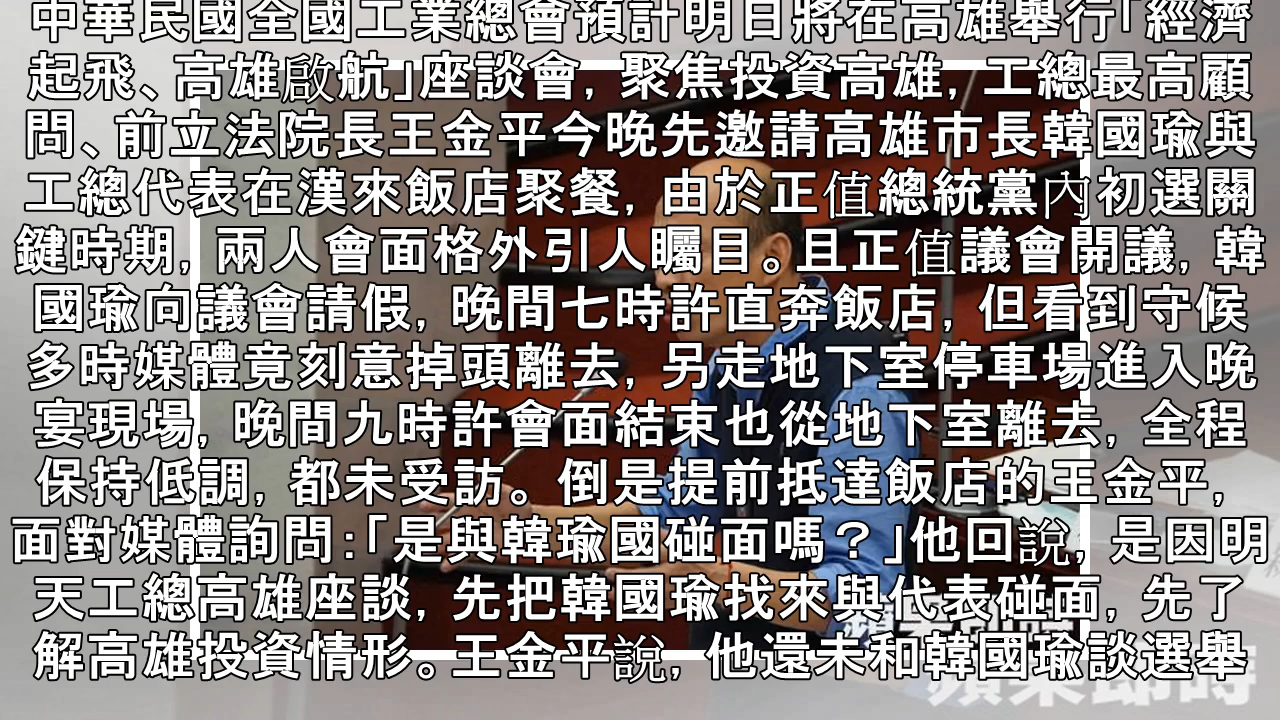 中華民國全國工業總會預計明日將在高雄舉行「經濟
起飛、高雄啟航」座談會, 聚焦投資高雄, 工總最高顧
問、前立法院長王金平今晚先邀請高雄市長韓國瑜與
工總代表在漢來飯店聚餐, 由於正值總統黨內初選關
鍵時期, 兩人會面格外引人矚目。且正值議會開議, 韓
國瑜向議會請假, 晚間七時許直奔飯店, 但看到守候
多時媒體竟刻意掉頭離去, 另走地下室停車場進入晚
宴現場, 晚間九時許會面結束也從地下室離去, 全程
保持低調, 都未受訪。倒是提前抵達飯店的王金平,
面對媒體詢問:「是與韓瑜國碰面嗎？」他回說, 是因明
天工總高雄座談, 先把韓國瑜找來與代表碰面, 先了
解高雄投資情形。王金平說, 他還未和韓國瑜談選舉
蘋果即時